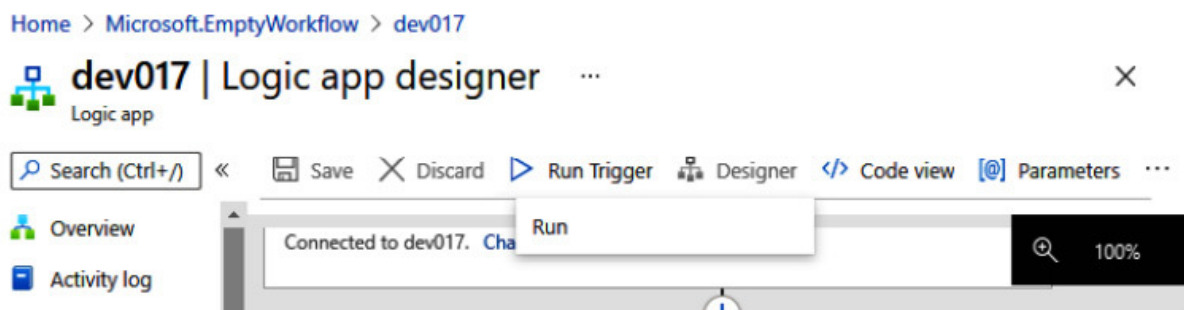 Home > Microsoft.EmptyWorkflow > dev017
dev017 | Logic app designer ...
Logic app
Search (Ctrl+/) « Save Discard Run Trigger Designer </> Code view [@] Parameters ...
Overview
Run
Connected to dev017. Cha
100%
Activity log